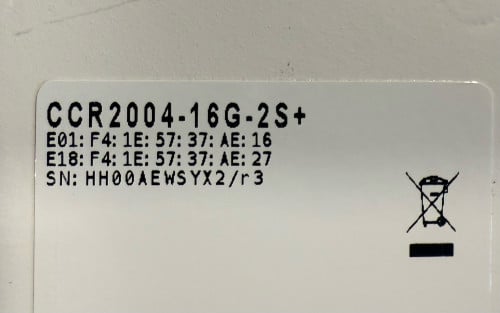 CCR2004-16G-2S+
E01:F4:1E:57:37:AE:16
E18:F4:1E:57:37:AE:27
SN:HH00AEWSYX2/r3